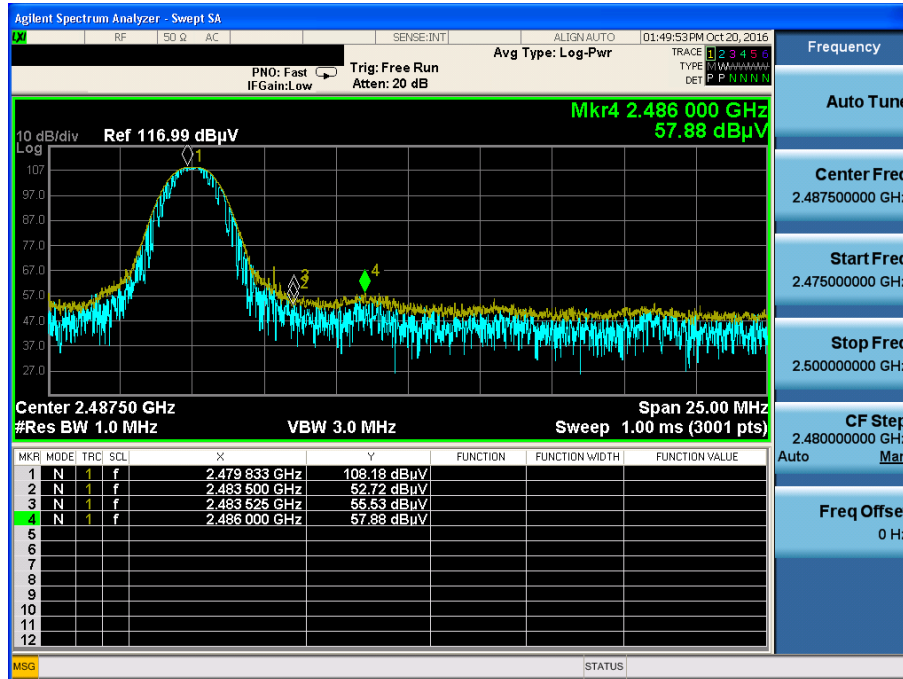 Agilent Spectrum Analyzer - Swept SA
LXI RF 50 Ω AC SENSE:INT ALIGN AUTO 01:49:53 PM Oct 20, 2016
PNO: Fast Trig: Free Run Avg Type: Log-Pwr TRACE 1 2 3 4 5 6
TYPE M W W W W W
IFGain:Low Atten: 20 dB DET P P N N N N
Mkr4 2.486 000 GHz
57.88 dBµV
10 dB/div Ref 116.99 dBµV
Log
107
97.0
87.0
77.0
67.0
57.0
47.0
37.0
27.0
1
3
2
4
Center 2.48750 GHz Span 25.00 MHz
#Res BW 1.0 MHz VBW 3.0 MHz Sweep 1.00 ms (3001 pts)
MKR MODE TRC SCL X Y FUNCTION FUNCTION WIDTH FUNCTION VALUE
1 N 1 f 2.479 833 GHz 108.18 dBµV
2 N 1 f 2.483 500 GHz 52.72 dBµV
3 N 1 f 2.483 525 GHz 55.53 dBµV
4 N 1 f 2.486 000 GHz 57.88 dBµV
5
6
7
8
9
10
11
12
MSG STATUS
Frequency
Auto Tune
Center Freq
2.487500000 GHz
Start Freq
2.475000000 GHz
Stop Freq
2.500000000 GHz
CF Step
2.480000000 GHz
Auto Man
Freq Offset
0 Hz